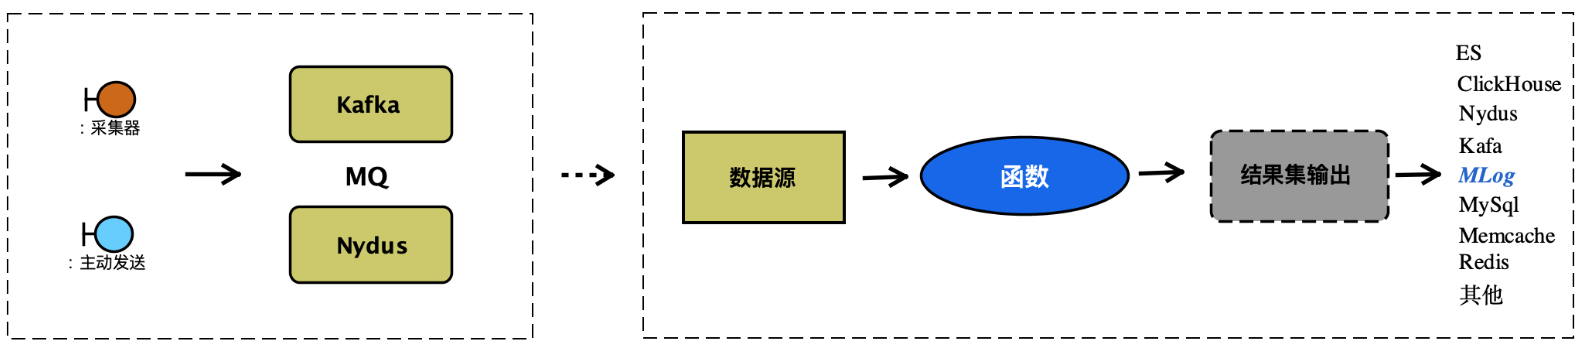 : 采集器
: 主动发送
Kafka
MQ
Nydus
数据源
函数
结果集输出
ES
ClickHouse
Nydus
Kafa
MLog
MySql
Memcache
Redis
其他